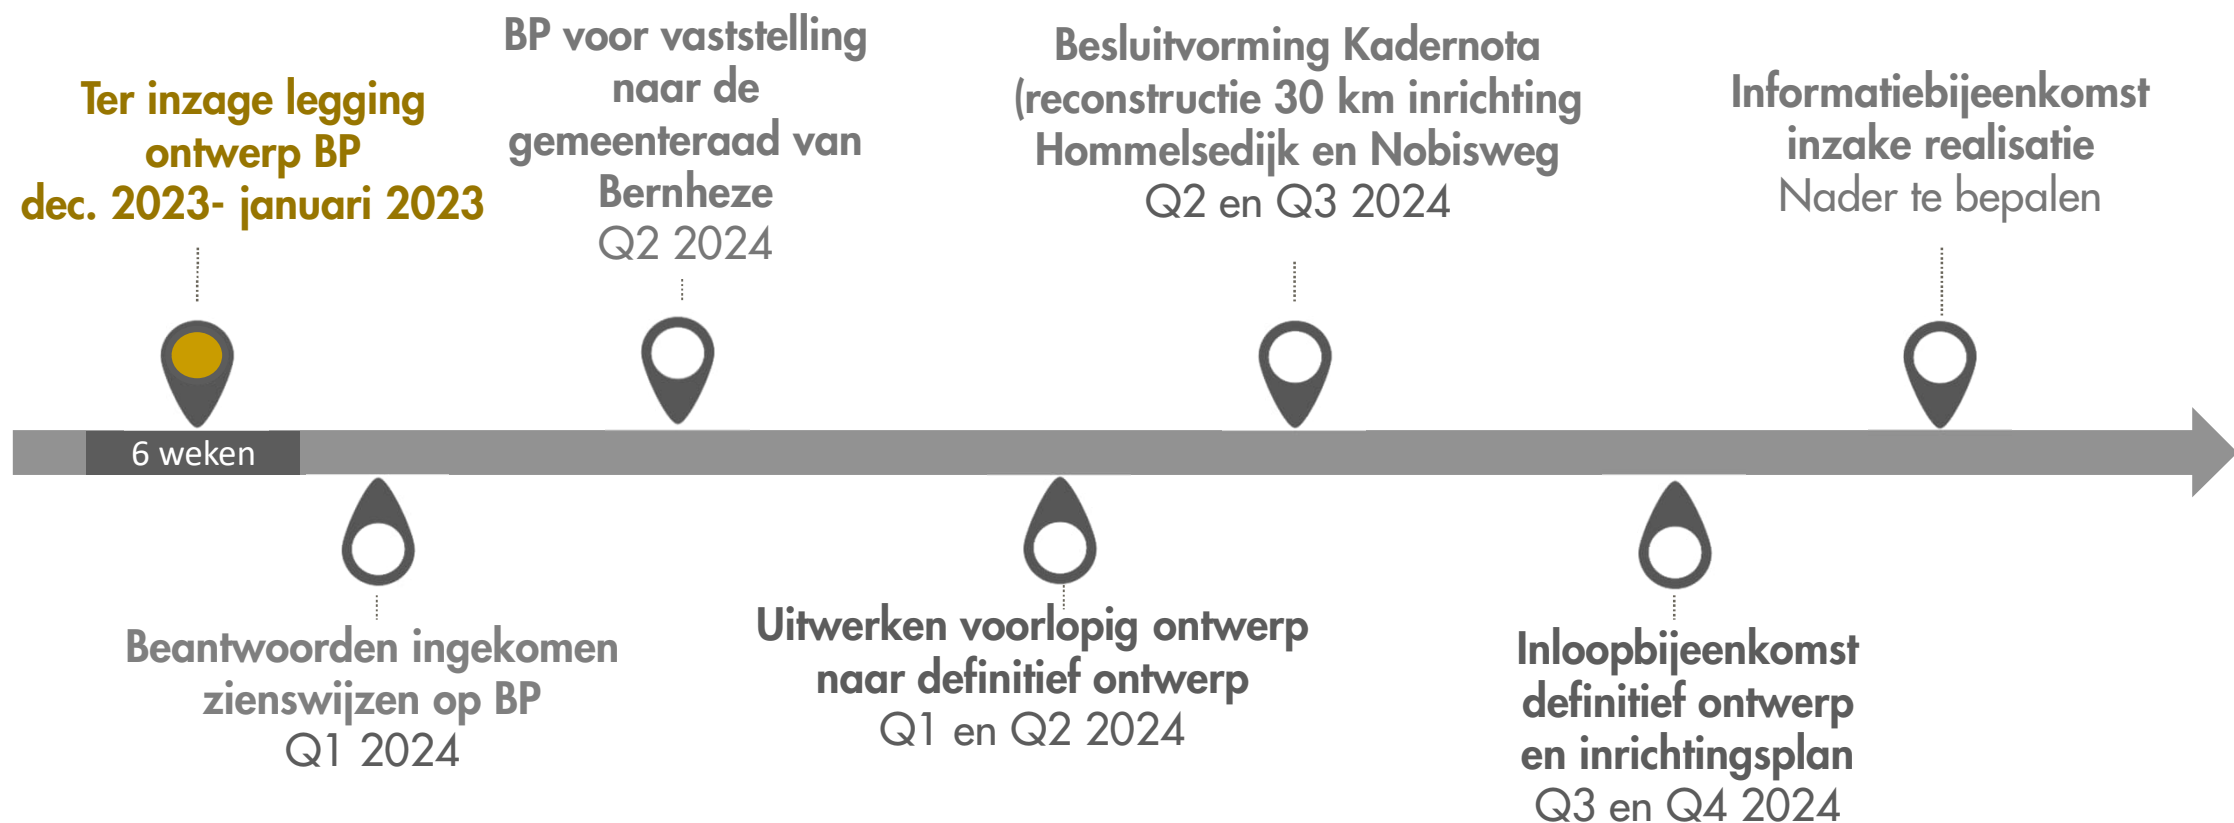 Ter inzage legging
ontwerp BP
dec. 2023- januari 2023
BP voor vaststelling
naar de
gemeenteraad van
Bernheze
Q2 2024
Besluitvorming Kadernota
(reconstructie 30 km inrichting
Hommelsedijk en Nobisweg
Q2 en Q3 2024
Informatiebijeenkomst
inzake realisatie
Nader te bepalen
6 weken
Beantwoorden ingekomen
zienswijzen op BP
Q1 2024
Uitwerken voorlopig ontwerp
naar definitief ontwerp
Q1 en Q2 2024
Inloopbijeenkomst
definitief ontwerp
en inrichtingsplan
Q3 en Q4 2024